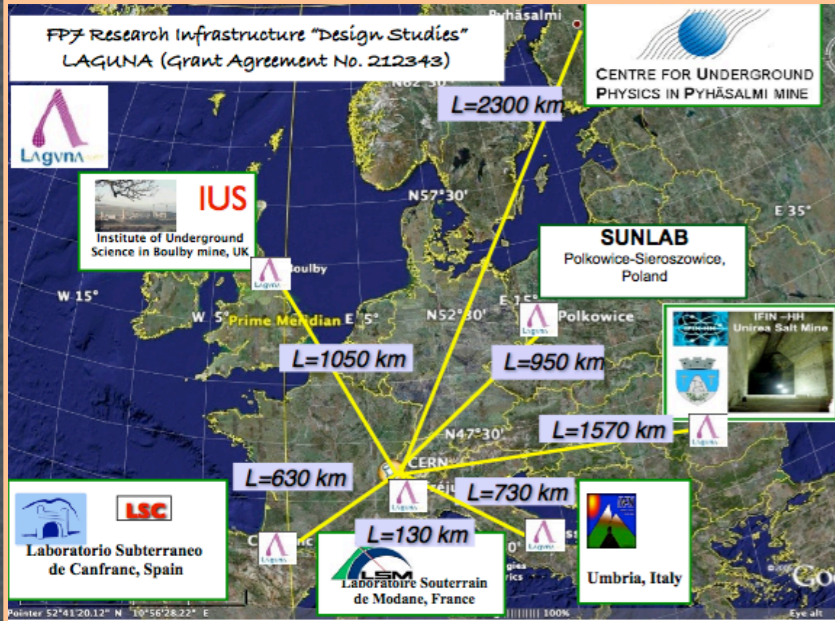 FP7 Research Infrastructure "Design Studies"
LAGUNA (Grant Agreement No. 212343)
Pyhäsalmi
CENTRE FOR UNDERGROUND
PHYSICS IN PYHÄSALMI MINE
L=2300 km
LAGUNA
IUS
Institute of Underground
Science in Boulby mine, UK
N57°30'
E 35°
SUNLAB
Polkowice-Sieroszowice,
Poland
Boulby
W 15°
W 5°
Prime Meridian
E 5°
N52°30'
E 15°
Polkowice
IFIN-HH
Unirea Salt Mine
L=1050 km
L=950 km
L=1570 km
N47°30'
CERN
L=630 km
L=730 km
L=130 km
LSC
Laboratorio Subterraneo
de Canfranc, Spain
LSM
Laboratoire Souterrain
de Modane, France
Umbria, Italy
Pointer 52°41'20.12" N 10°56'28.22" E
100%
Eye alt